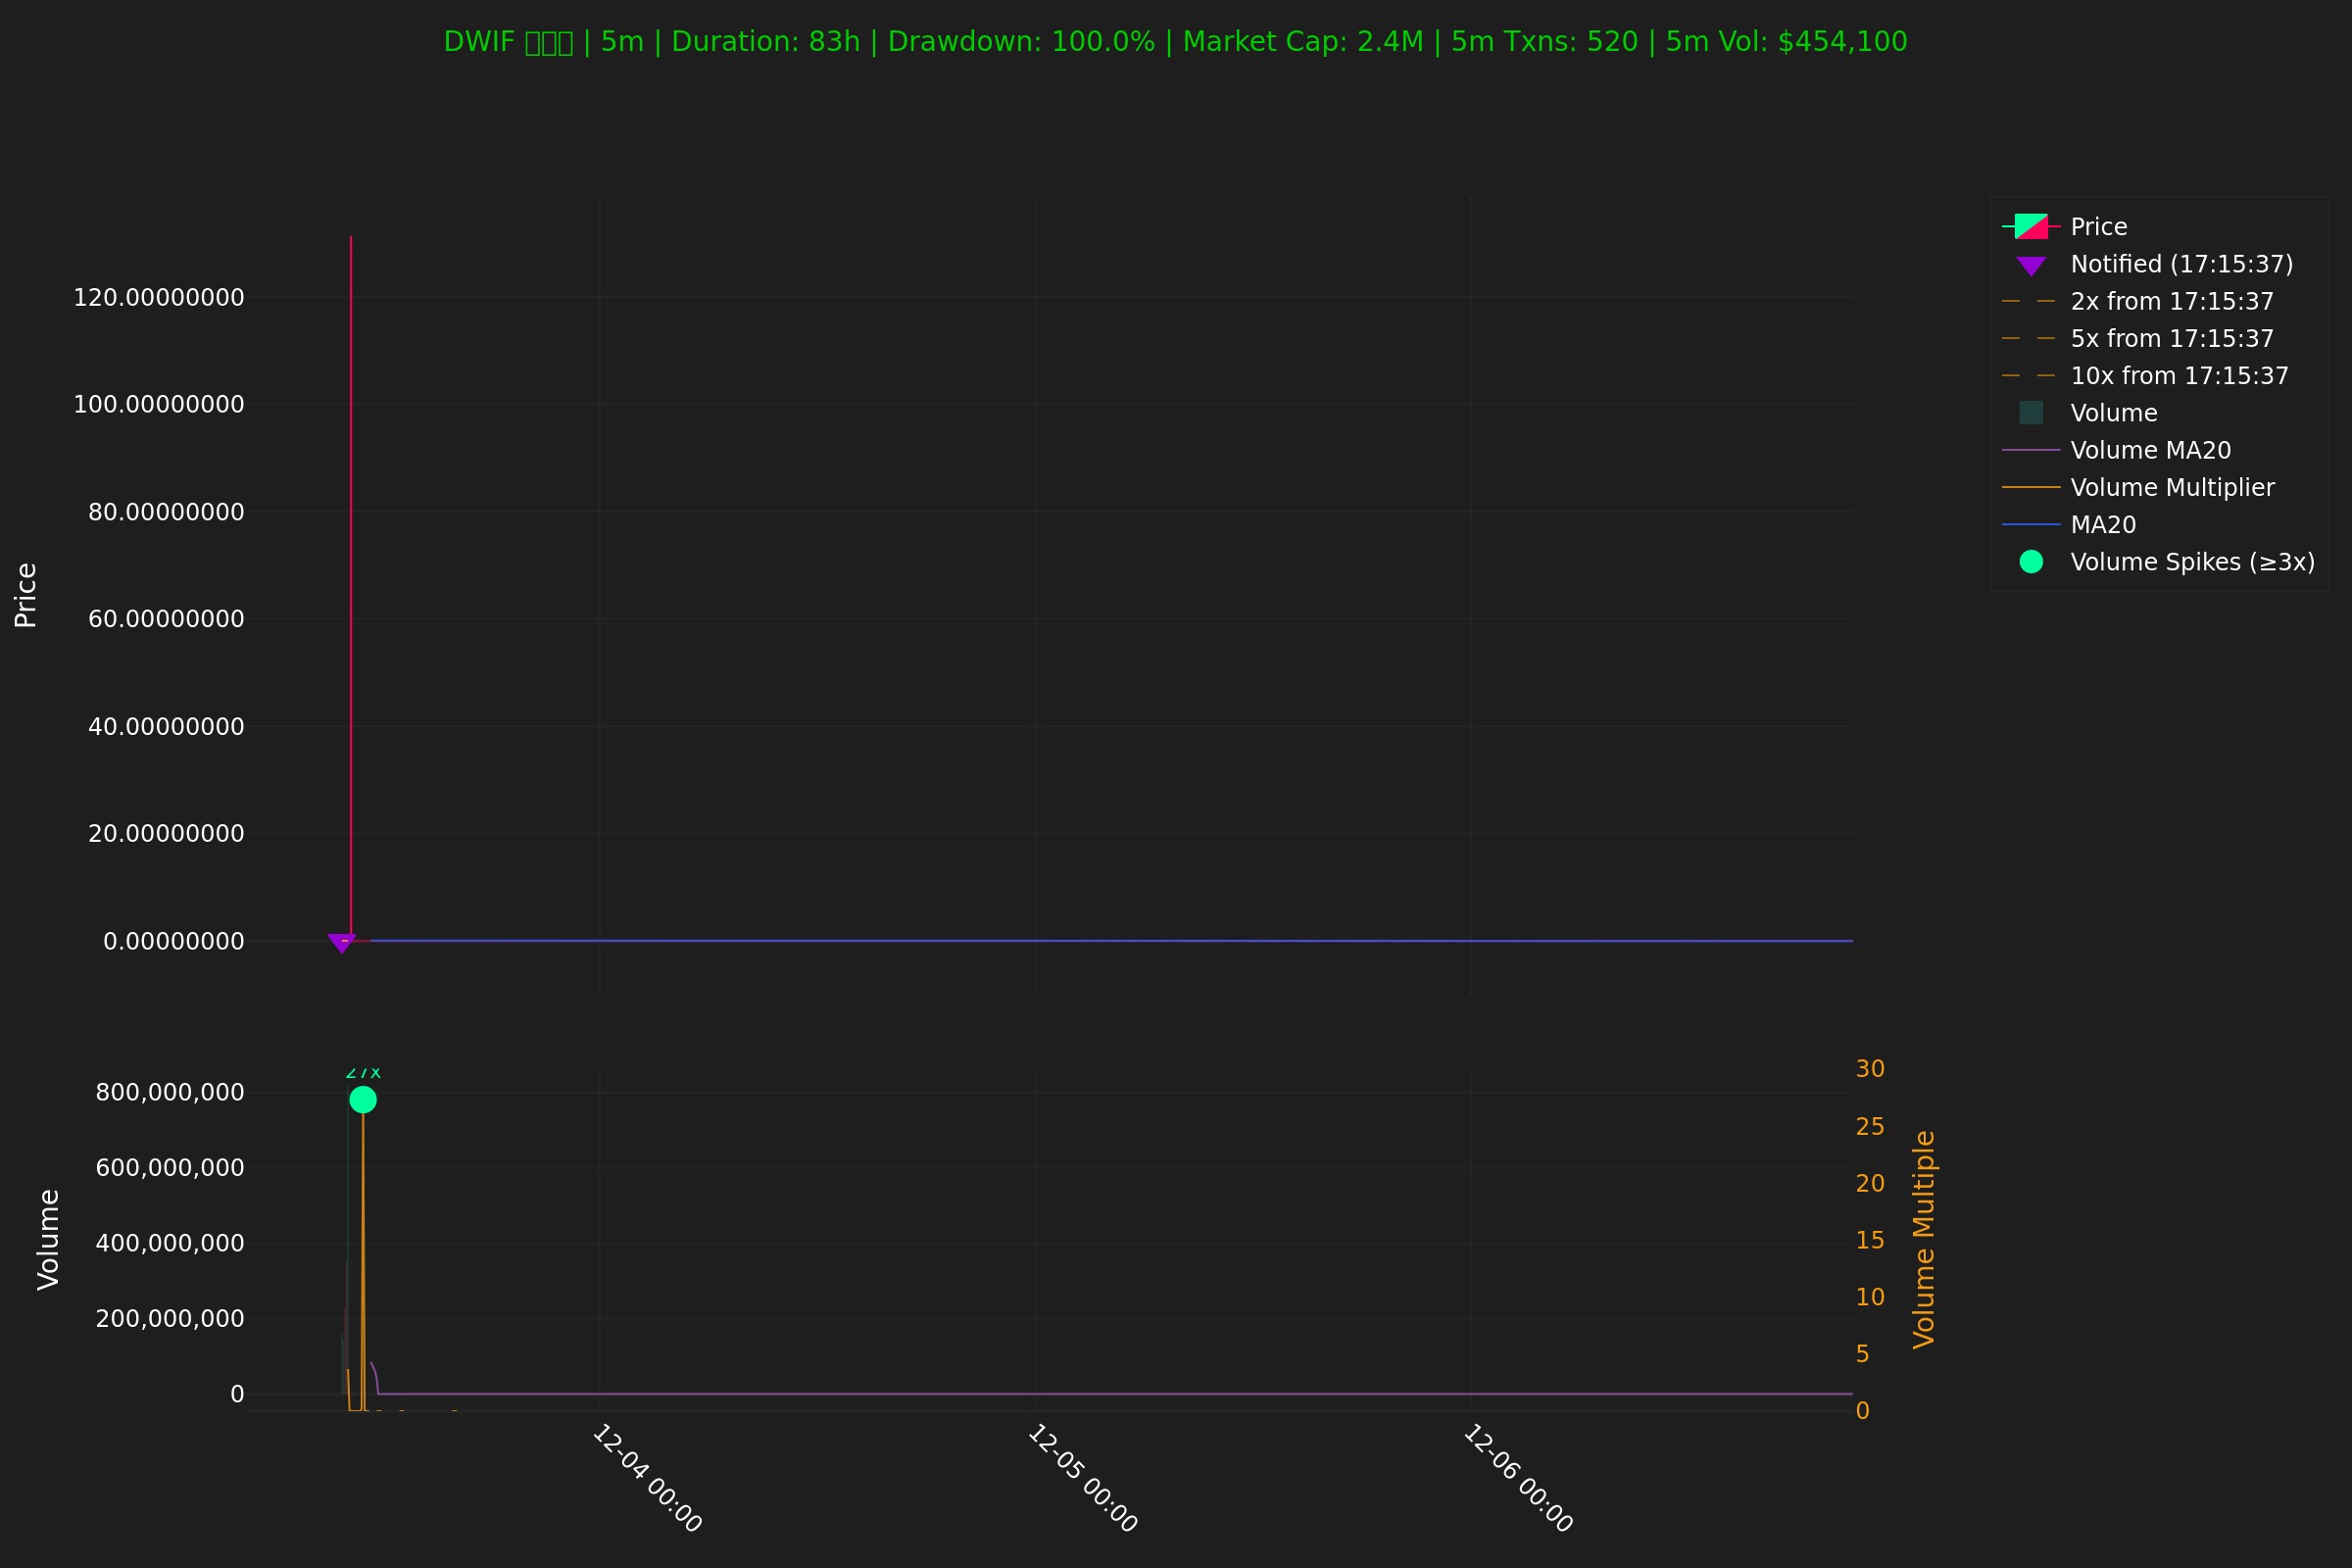 DWIF | 5m | Duration: 83h | Drawdown: 100.0% | Market Cap: 2.4M | 5m Txns: 520 | 5m Vol: $454,100
Price
Notified (17:15:37)
2x from 17:15:37
5x from 17:15:37
10x from 17:15:37
Volume
Volume MA20
Volume Multiplier
MA20
Volume Spikes (≥3x)
Price
120.00000000
100.00000000
80.00000000
60.00000000
40.00000000
20.00000000
0.00000000
27x
Volume
800,000,000
600,000,000
400,000,000
200,000,000
0
30
25
20
15
10
5
0
Volume Multiple
12-04 00:00
12-05 00:00
12-06 00:00